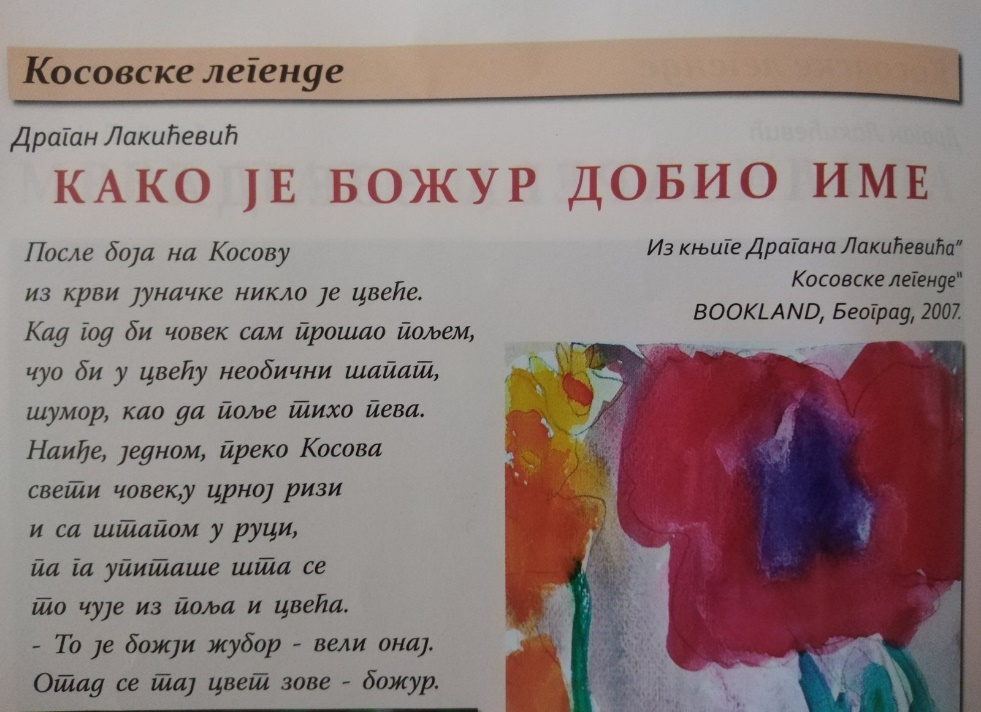 Косовске легенде
Драган Лакићевић
КАКО ЈЕ БОЖУР ДОБИО ИМЕ
После боја на Косову
из крви јуначке никло је цвеће.
Кад год би човек сам прошао пољем,
чуо би у цвећу необични шапат,
шумор, као да поље тихо пева.
Наиђе, једном, преко Косова
свети човек,у црној ризи
и са штапом у руци,
па га упиташе шта се
то чује из поља и цвећа.
- То је божји жубор - вели онај.
Отад се тај цвет зове - божур.
Из књиге Драгана Лакићевића"
Косовске легенде"
BOOKLAND, Београд, 2007.